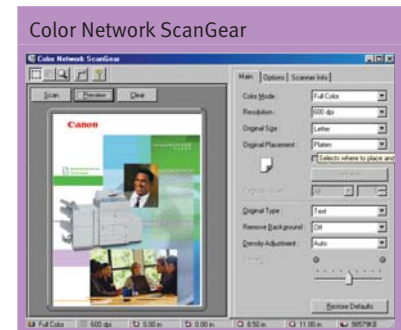 Color Network ScanGear
Color Network ScanGear
Main Options Scanner Info
Scan Preview Clear
Color Mode : Full Color
Resolution : 600 dpi
Original Size : Letter
Original Placement : Platen
Selects where to place and
Canon
Original Type : Text
Remove Background : Off
Density Adjustment : Auto
Restore Defaults
Full Color 600 dpi 0.00 in 0.00 in 8.50 in 11.00 in 98579KB